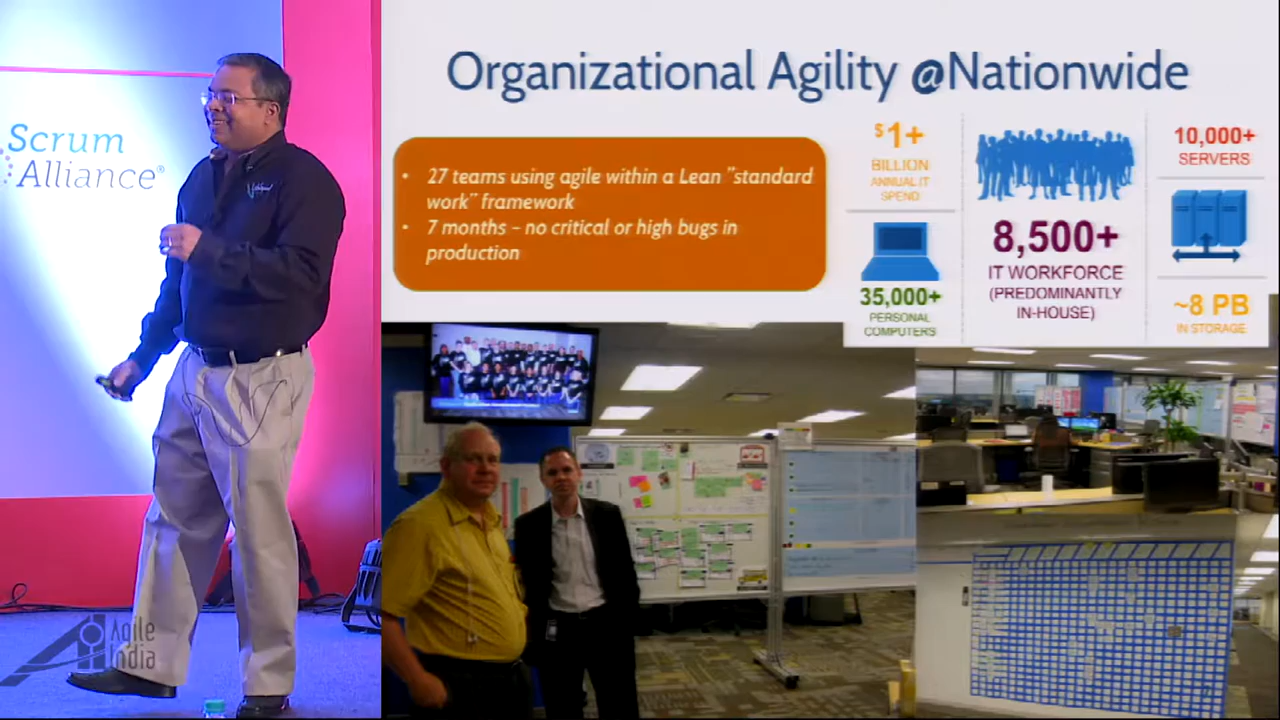 Scrum
Alliance®
Agile
India
Organizational Agility @Nationwide
• 27 teams using agile within a Lean "standard
work" framework
• 7 months – no critical or high bugs in
production
$1+
BILLION
ANNUAL IT
SPEND
35,000+
PERSONAL
COMPUTERS
8,500+
IT WORKFORCE
(PREDOMINANTLY
IN-HOUSE)
10,000+
SERVERS
~8 PB
IN STORAGE